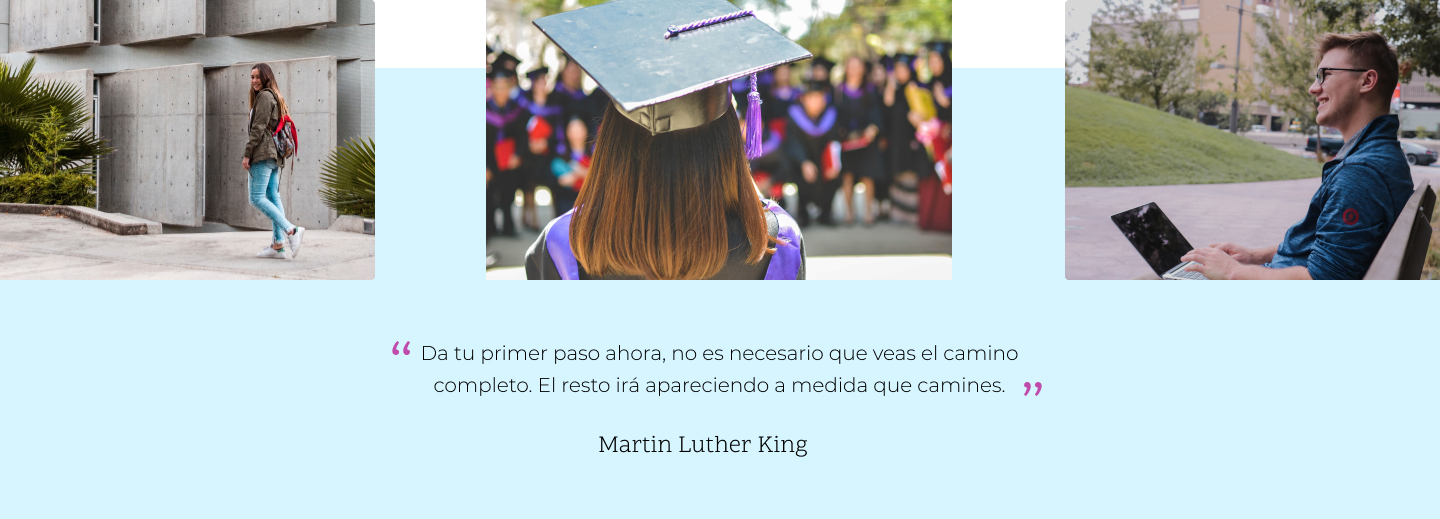 “ Da tu primer paso ahora, no es necesario que veas el camino
completo. El resto irá apareciendo a medida que camines. ”
Martin Luther King